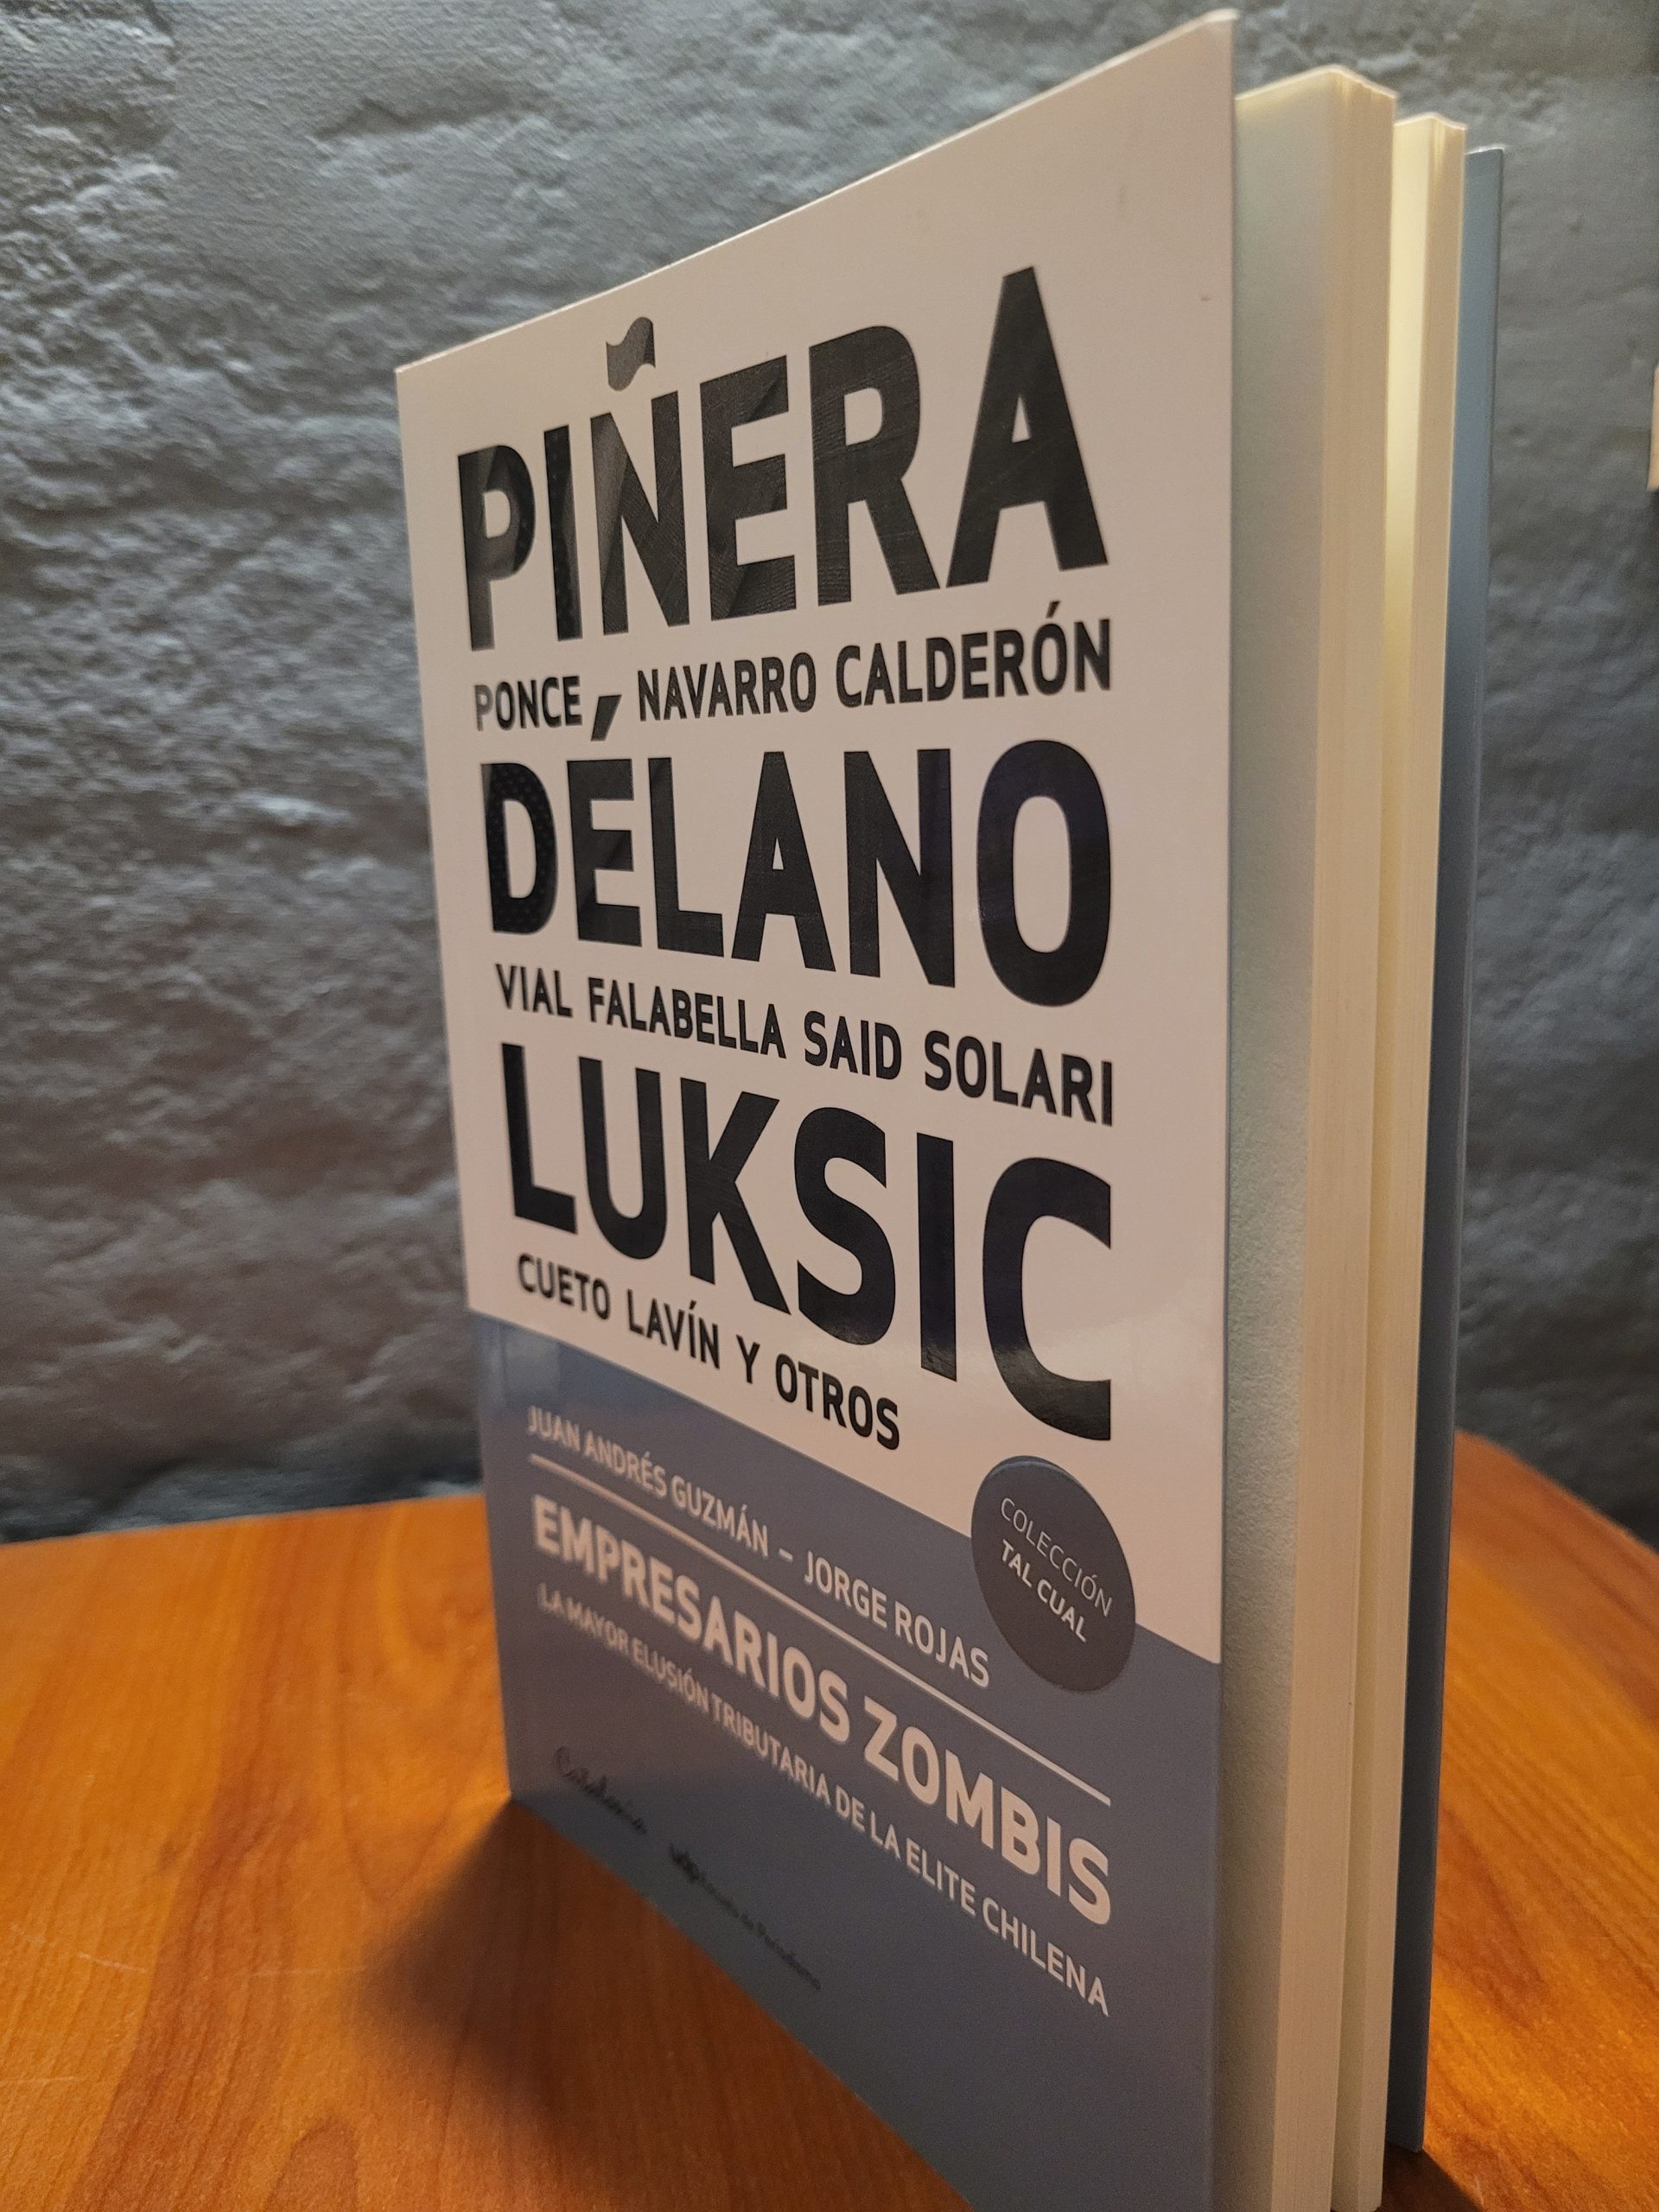 PIÑERA
PONCE NAVARRO CALDERÓN
DÉLANO
VIAL FALABELLA SAID SOLARI
LUKSIC
CUETO LAVÍN Y OTROS
COLECCIÓN
TAL CUAL
JUAN ANDRÉS GUZMÁN – JORGE ROJAS
EMPRESARIOS ZOMBIS
LA MAYOR ELUSIÓN TRIBUTARIA DE LA ELITE CHILENA
Catalonia